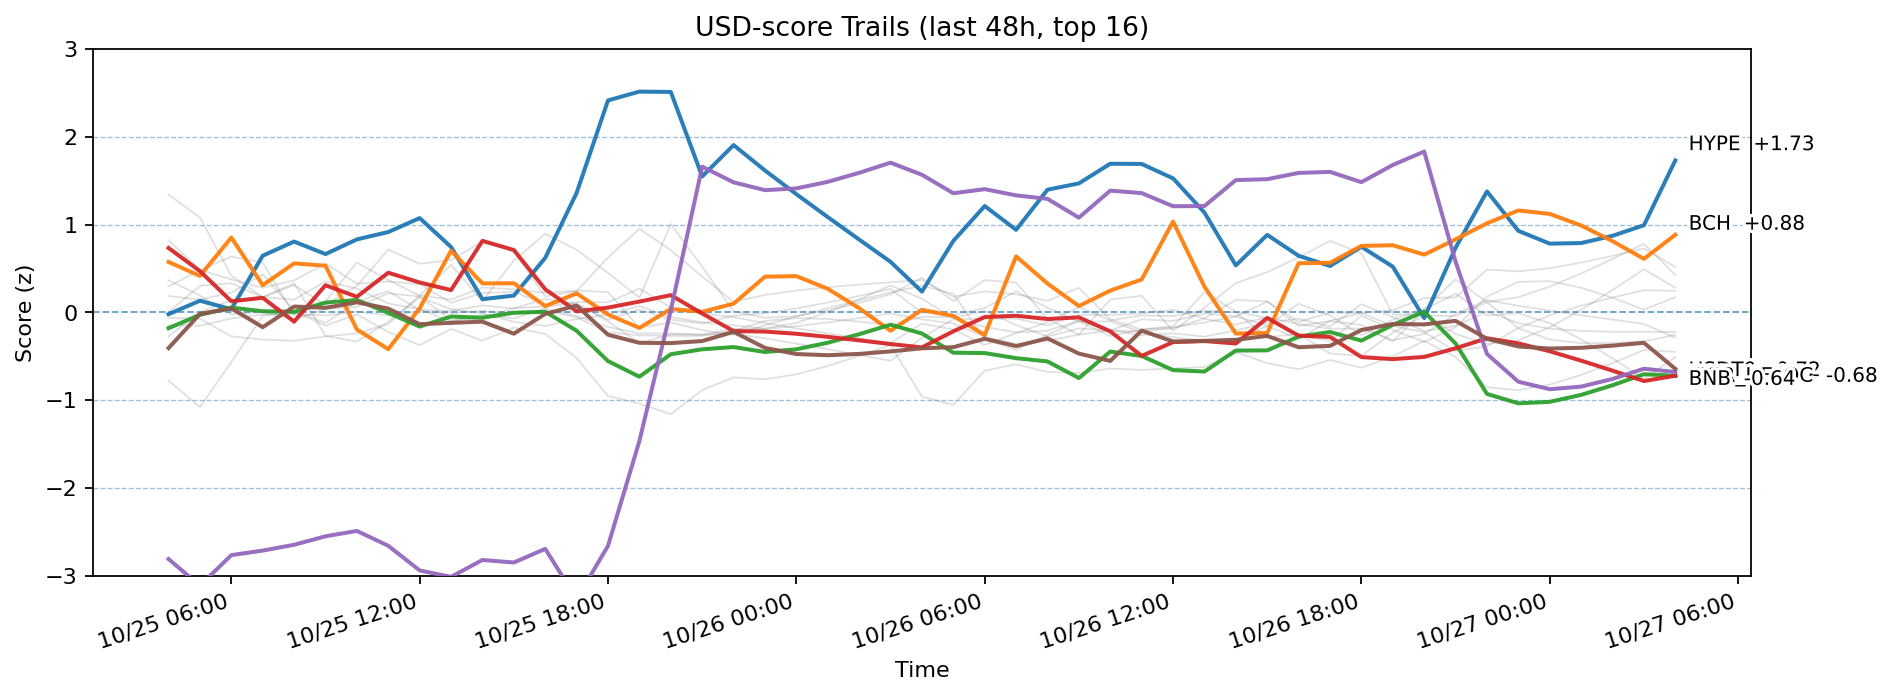 USD-score Trails (last 48h, top 16)
3
2
1
0
−1
−2
−3
Score (z)
HYPE +1.73
BCH +0.88
BNB -0.64
-0.68
10/25 06:00
10/25 12:00
10/25 18:00
10/26 00:00
10/26 06:00
10/26 12:00
10/26 18:00
10/27 00:00
10/27 06:00
Time